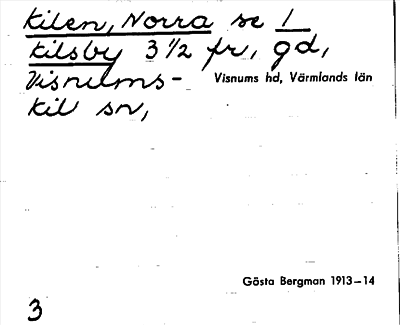 Kilen, Norra se 1
Kilsby 3 1/2 fr, gd,
Visnums-
Kil sn,
Visnums hd, Värmlands län
Gösta Bergman 1913–14
3